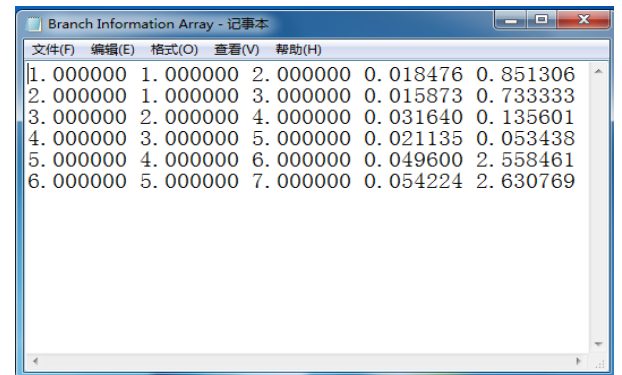 Branch Information Array - 记事本
文件(F) 编辑(E) 格式(O) 查看(V) 帮助(H)
1.000000 1.000000 2.000000 0.018476 0.851306
2.000000 1.000000 3.000000 0.015873 0.733333
3.000000 2.000000 4.000000 0.031640 0.135601
4.000000 3.000000 5.000000 0.021135 0.053438
5.000000 4.000000 6.000000 0.049600 2.558461
6.000000 5.000000 7.000000 0.054224 2.630769